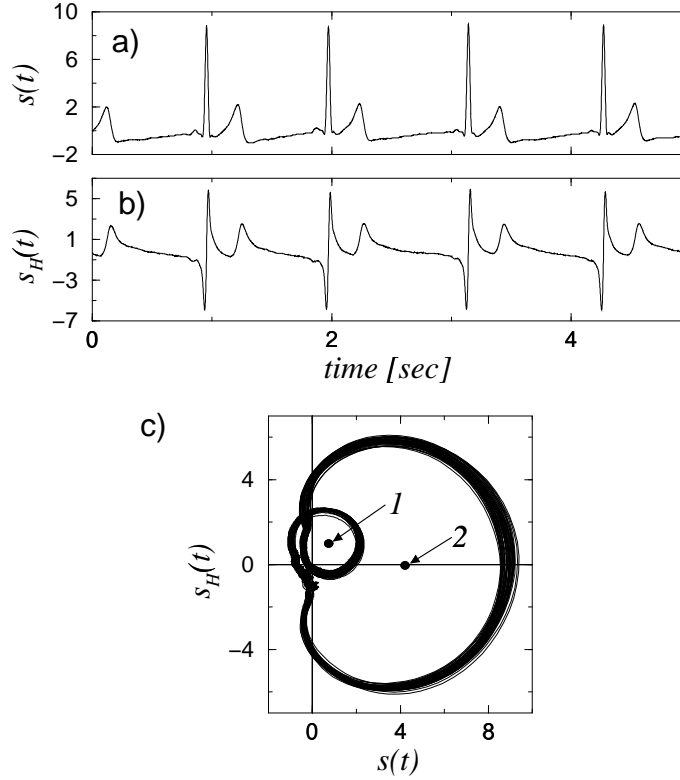 a)
10
6
2
−2
s(t)
b)
5
1
−3
−7
s_H(t)
0 2 4
time [sec]
c)
4
0
−4
s_H(t)
1
2
0 4 8
s(t)